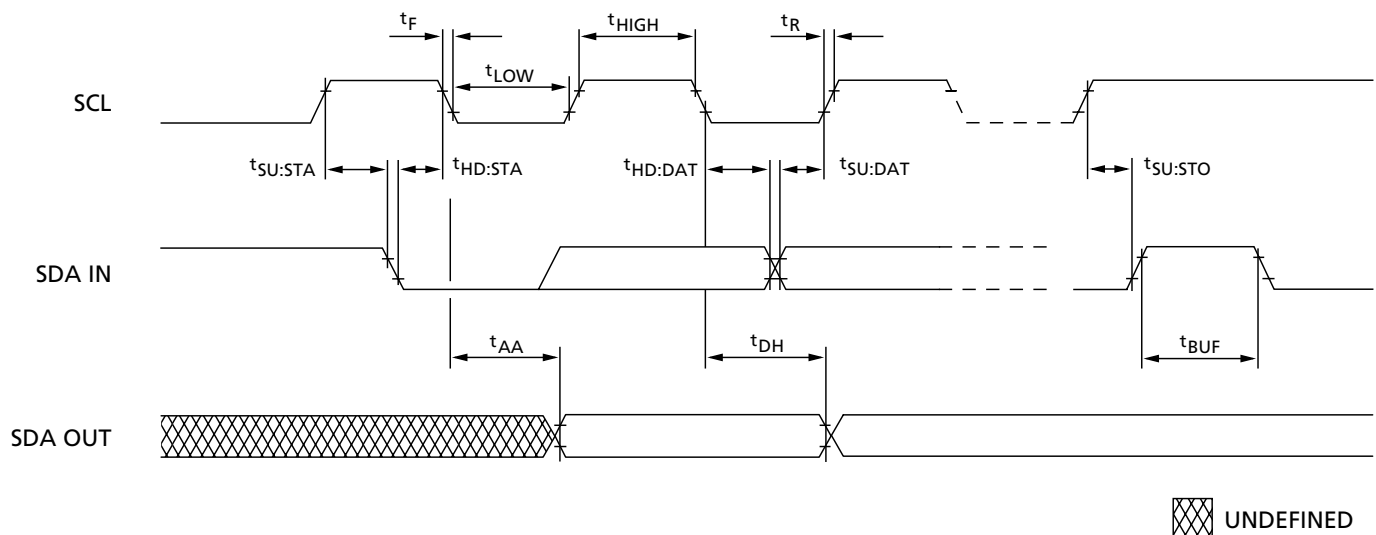 tF
tHIGH
tR
tLOW
SCL
tSU:STA
tHD:STA
tHD:DAT
tSU:DAT
tSU:STO
SDA IN
tAA
tDH
tBUF
SDA OUT
UNDEFINED